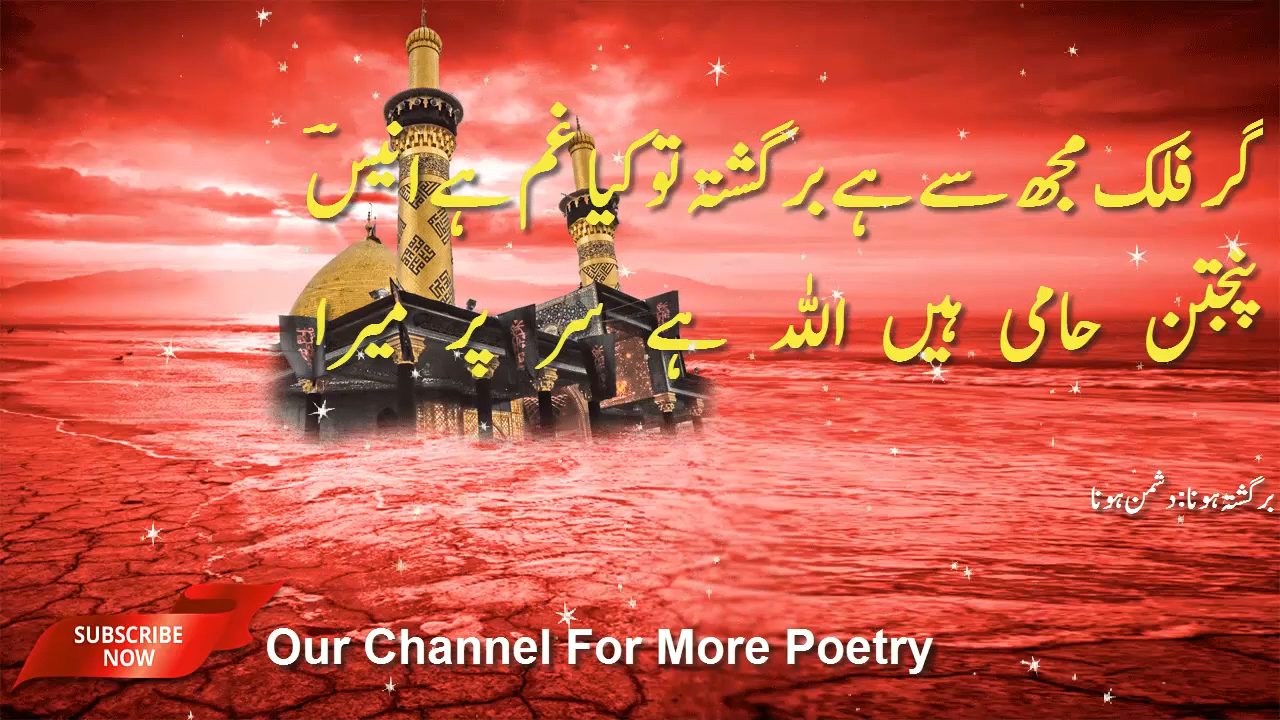 گر فلک مجھ سے ہے برگشتہ تو کیا غم ہے انیسؔ
پنجتن حامی ہیں اللہ ہے سر پر میرا
برگشتہ ہونا: دشمن ہونا
SUBSCRIBE
NOW
Our Channel For More Poetry